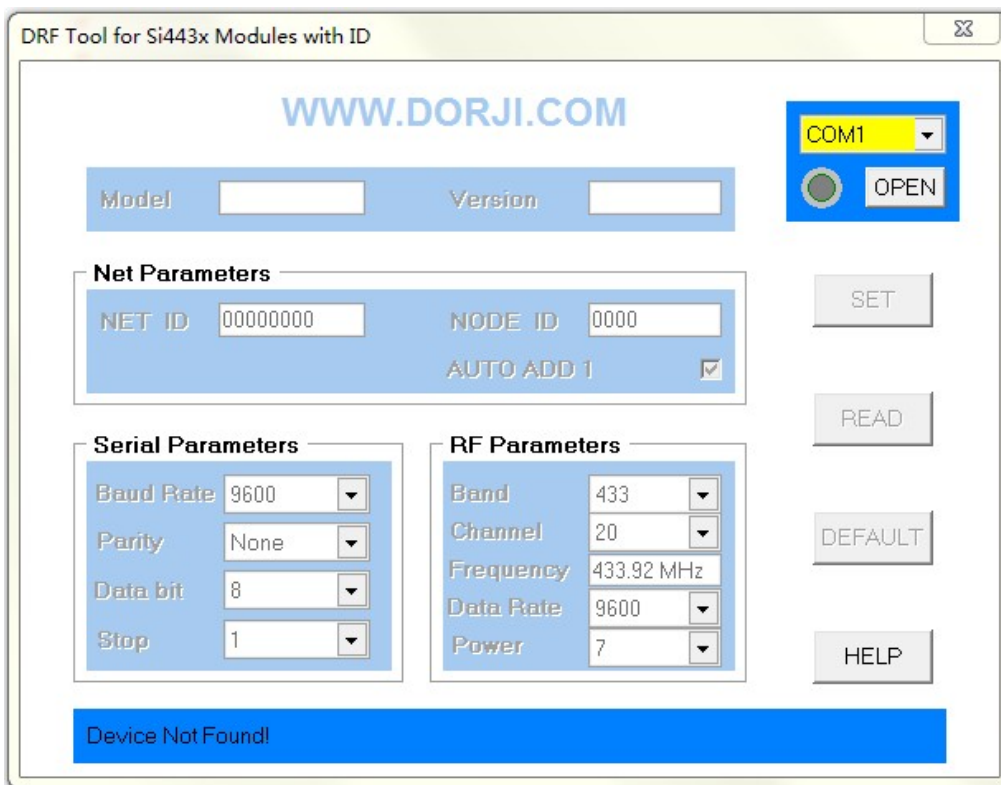 DRF Tool for Si443x Modules with ID
WWW.DORJI.COM
COM1
OPEN
Model
Version
Net Parameters
NET ID 00000000
NODE ID 0000
AUTO ADD 1
SET
READ
Serial Parameters
Baud Rate 9600
Parity None
Data bit 8
Stop 1
RF Parameters
Band 433
Channel 20
Frequency 433.92 MHz
Data Rate 9600
Power 7
DEFAULT
HELP
Device Not Found!